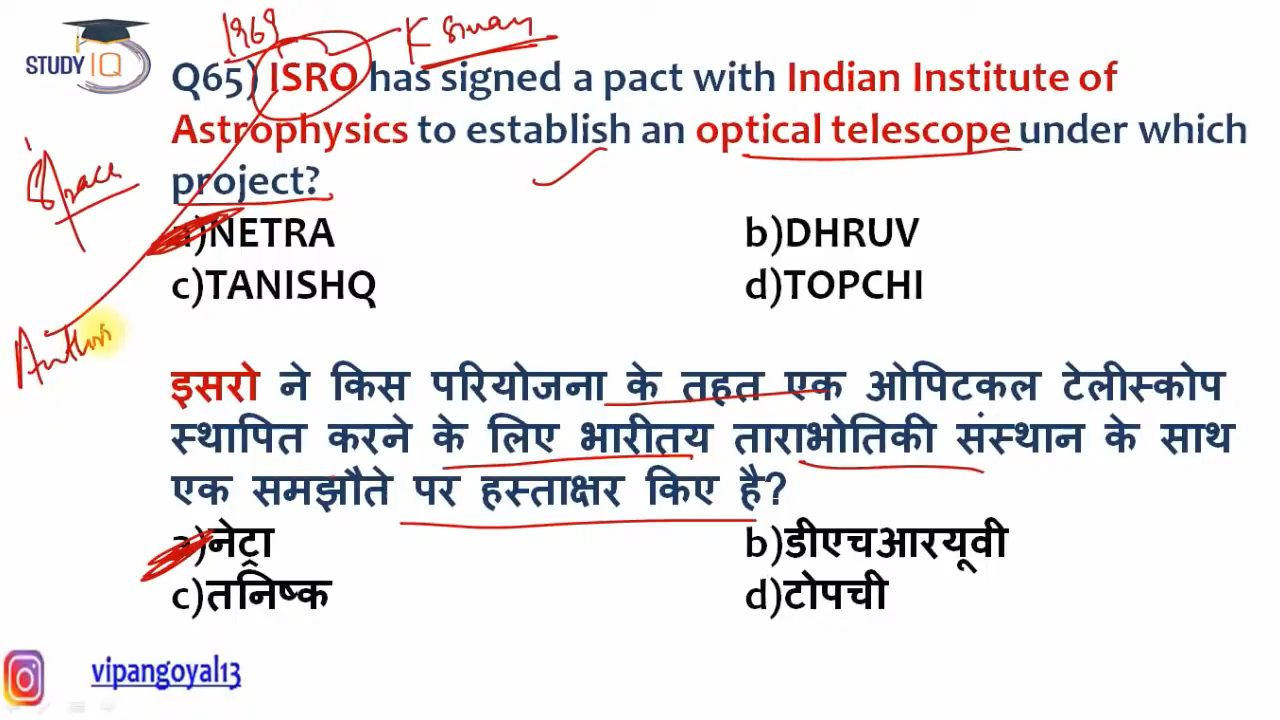 STUDY IQ
1969
K Sivan
Q65) ISRO has signed a pact with Indian Institute of
Astrophysics to establish an optical telescope under which
project?
Space
a)NETRA b)DHRUV
c)TANISHQ d)TOPCHI
इसरो ने किस परियोजना के तहत एक ओपिटकल टेलीस्कोप
स्थापित करने के लिए भारीतय ताराभोतिकी संस्थान के साथ
एक समझौते पर हस्ताक्षर किए है?
a)नेट्रा b)डीएचआरयूवी
c)तनिष्क d)टोपची
vipangoyal13